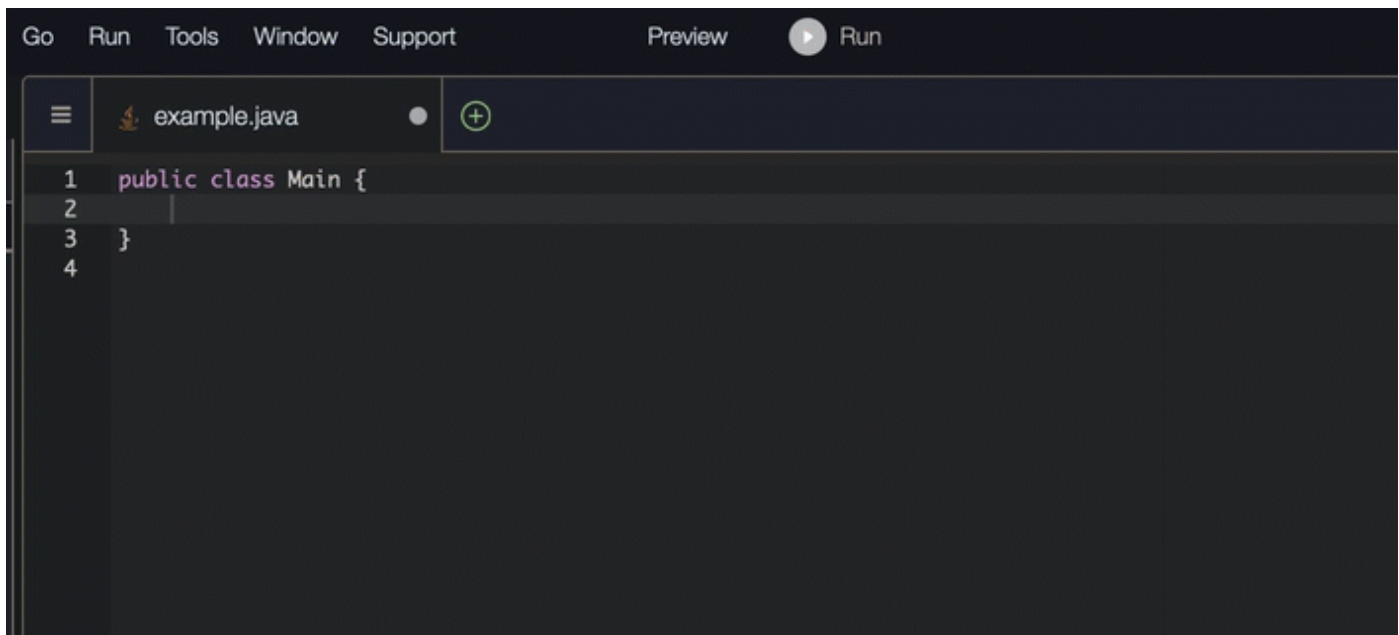 Go Run Tools Window Support Preview Run
example.java
1 public class Main {
2
3 }
4